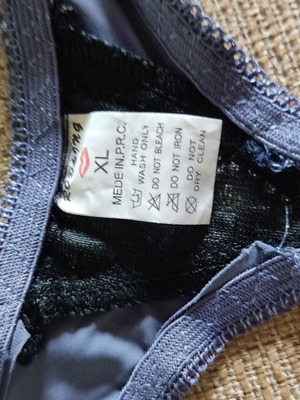 XL
MEDE IN.P.R.C.
HAND
WASH ONLY
DO NOT BLEACH
DO NOT IRON
DO NOT
DRY CLEAN